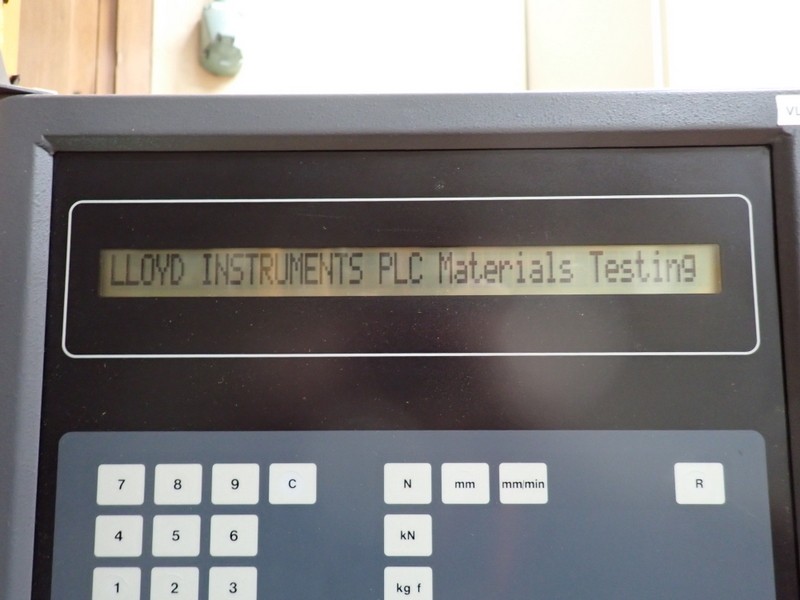 VL
LLOYD INSTRUMENTS PLC Materials Testing
7 8 9 C N mm mm/min R
4 5 6 kN
1 2 3 kg f